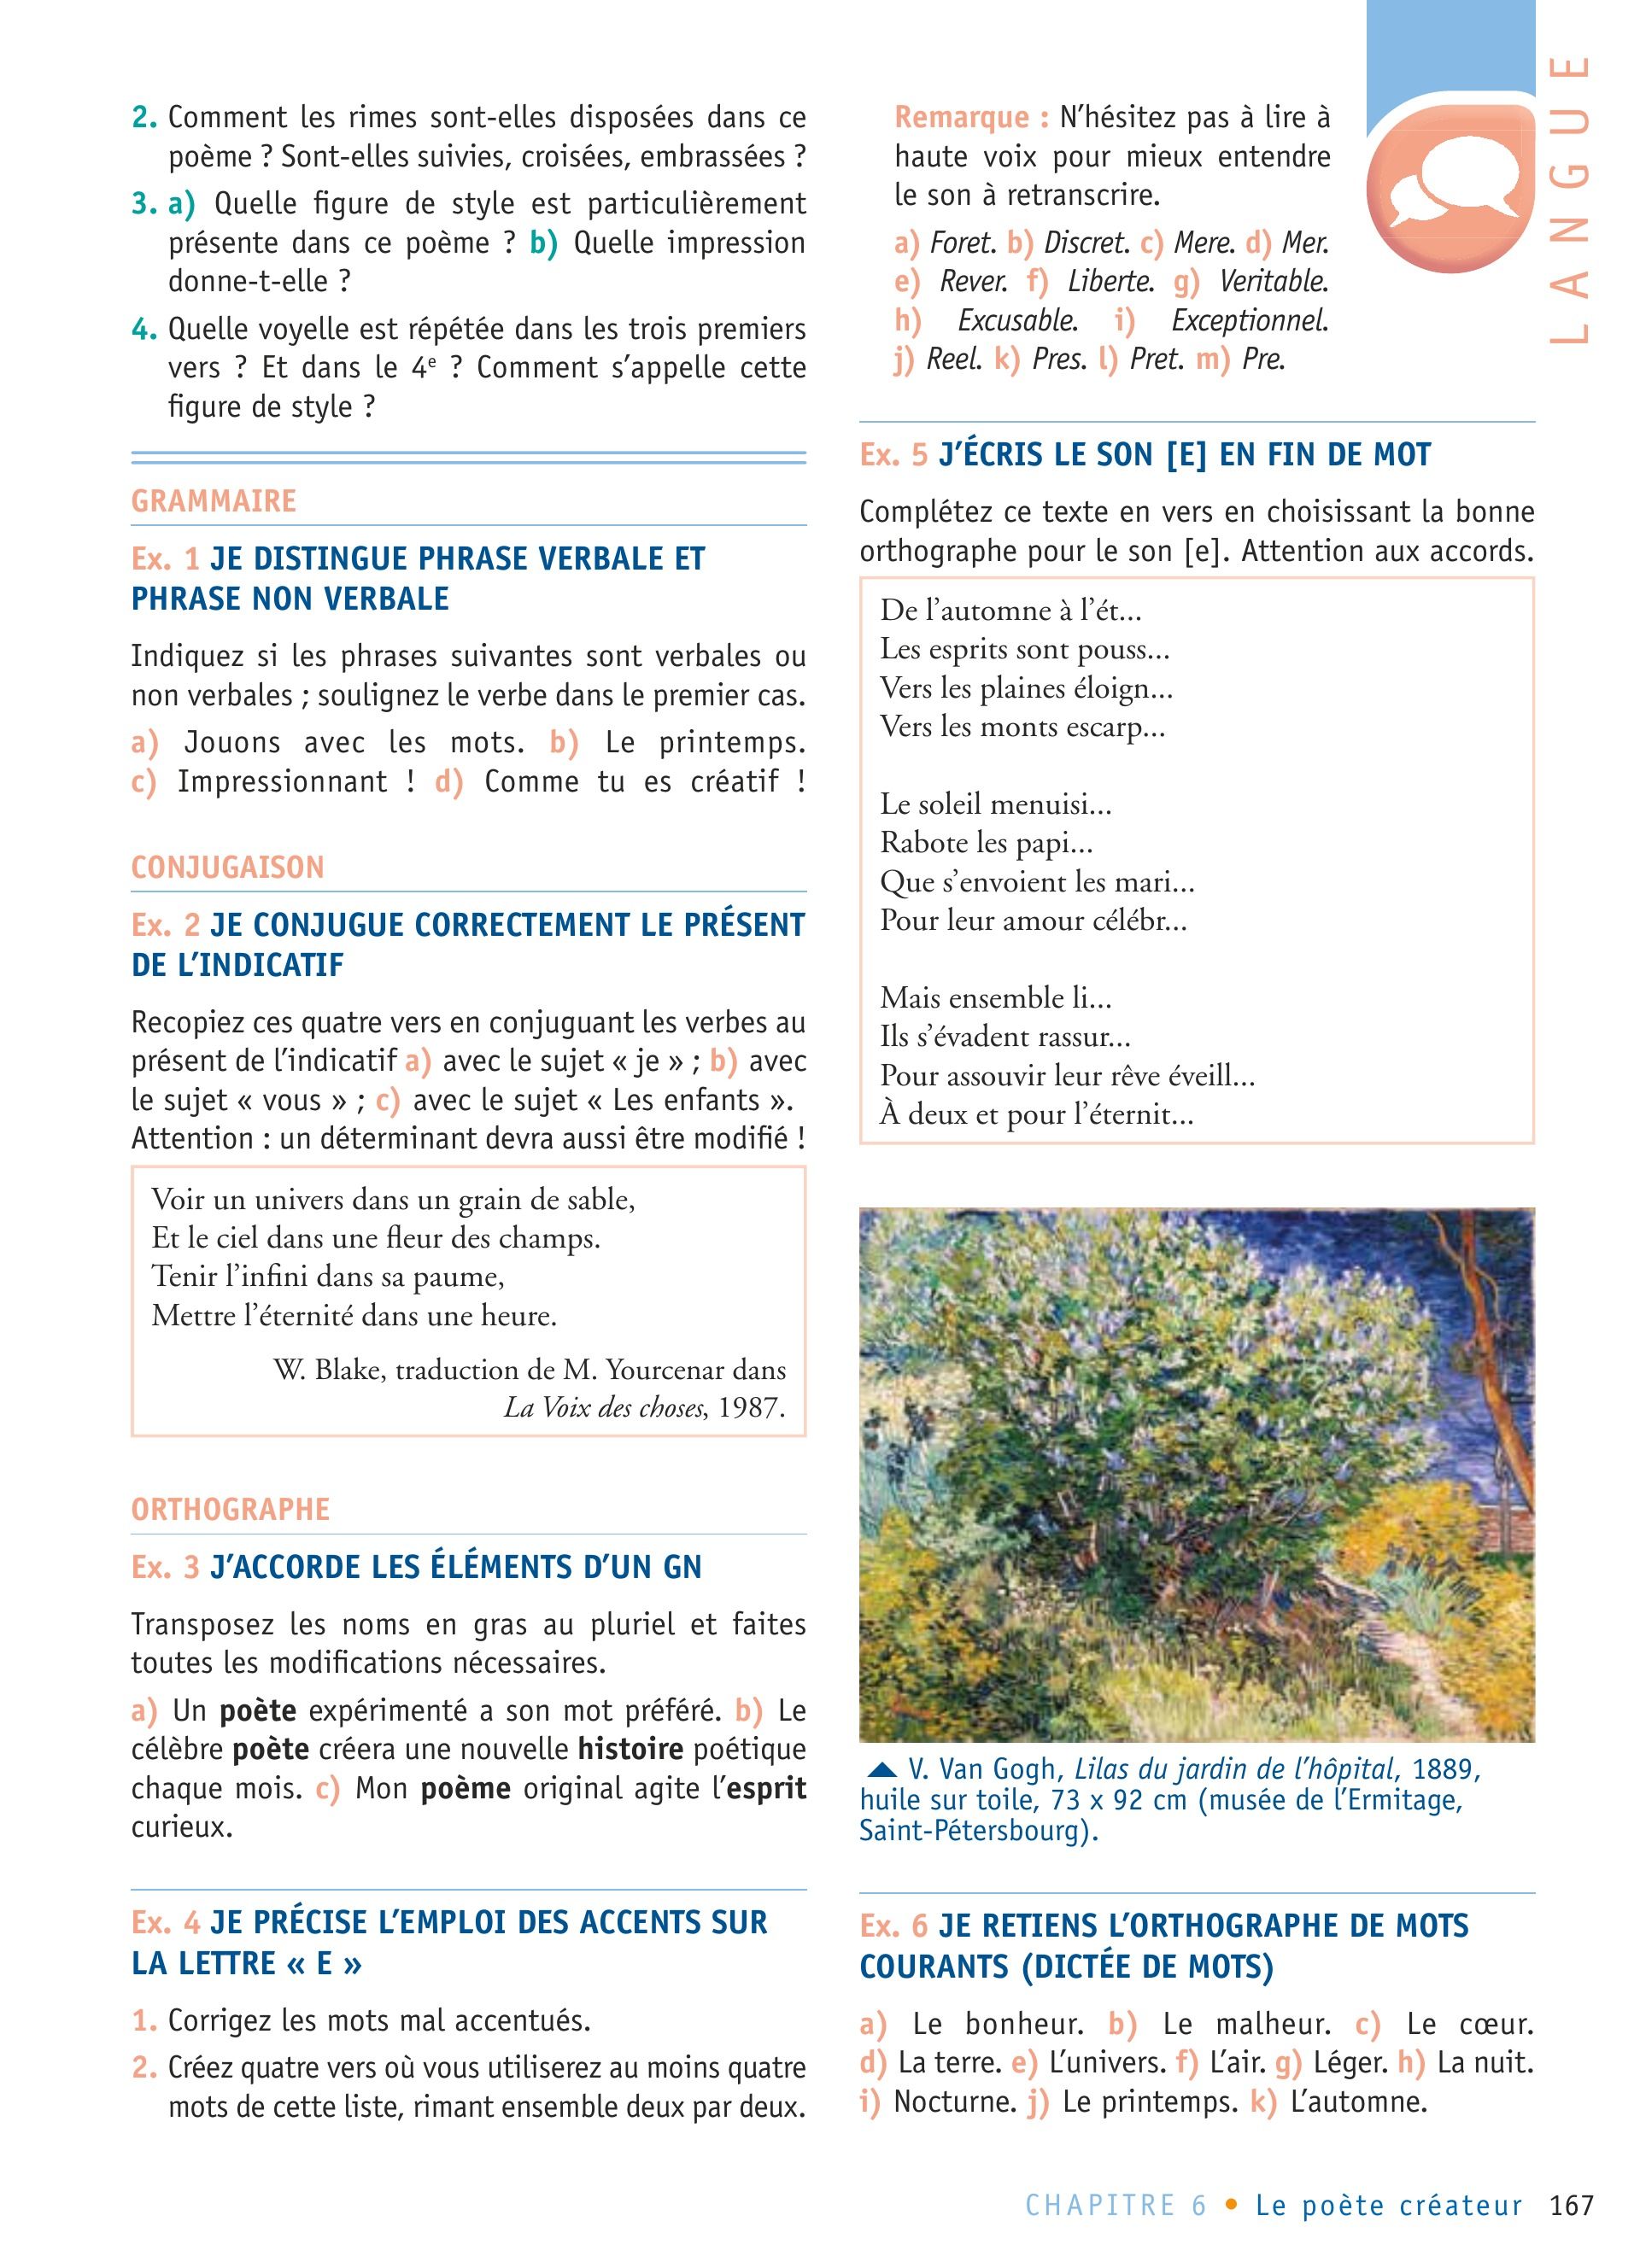 2. Comment les rimes sont-elles disposées dans ce
poème ? Sont-elles suivies, croisées, embrassées ?
3. a) Quelle figure de style est particulièrement
présente dans ce poème ? b) Quelle impression
donne-t-elle ?
4. Quelle voyelle est répétée dans les trois premiers
vers ? Et dans le 4e ? Comment s’appelle cette
figure de style ?
GRAMMAIRE
Ex. 1 JE DISTINGUE PHRASE VERBALE ET
PHRASE NON VERBALE
Indiquez si les phrases suivantes sont verbales ou
non verbales ; soulignez le verbe dans le premier cas.
a) Jouons avec les mots. b) Le printemps.
c) Impressionnant ! d) Comme tu es créatif !
CONJUGAISON
Ex. 2 JE CONJUGUE CORRECTEMENT LE PRÉSENT
DE L’INDICATIF
Recopiez ces quatre vers en conjuguant les verbes au
présent de l’indicatif a) avec le sujet « je » ; b) avec
le sujet « vous » ; c) avec le sujet « Les enfants ».
Attention : un déterminant devra aussi être modifié !
Voir un univers dans un grain de sable,
Et le ciel dans une fleur des champs.
Tenir l’infini dans sa paume,
Mettre l’éternité dans une heure.
W. Blake, traduction de M. Yourcenar dans
La Voix des choses, 1987.
ORTHOGRAPHE
Ex. 3 J’ACCORDE LES ÉLÉMENTS D’UN GN
Transposez les noms en gras au pluriel et faites
toutes les modifications nécessaires.
a) Un poète expérimenté a son mot préféré. b) Le
célèbre poète créera une nouvelle histoire poétique
chaque mois. c) Mon poème original agite l’esprit
curieux.
Ex. 4 JE PRÉCISE L’EMPLOI DES ACCENTS SUR
LA LETTRE « E »
1. Corrigez les mots mal accentués.
2. Créez quatre vers où vous utiliserez au moins quatre
mots de cette liste, rimant ensemble deux par deux.
Remarque : N’hésitez pas à lire à
haute voix pour mieux entendre
le son à retranscrire.
a) Foret. b) Discret. c) Mere. d) Mer.
e) Rever. f) Liberte. g) Veritable.
h) Excusable. i) Exceptionnel.
j) Reel. k) Pres. l) Pret. m) Pre.
LANGUE
Ex. 5 J’ÉCRIS LE SON [E] EN FIN DE MOT
Complétez ce texte en vers en choisissant la bonne
orthographe pour le son [e]. Attention aux accords.
De l’automne à l’ét...
Les esprits sont pouss...
Vers les plaines éloign...
Vers les monts escarp...
Le soleil menuisi...
Rabote les papi...
Que s’envoient les mari...
Pour leur amour célébr...
Mais ensemble li...
Ils s’évadent rassur...
Pour assouvir leur rêve éveill...
À deux et pour l’éternit...
▲ V. Van Gogh, Lilas du jardin de l’hôpital, 1889,
huile sur toile, 73 x 92 cm (musée de l’Ermitage,
Saint-Pétersbourg).
Ex. 6 JE RETIENS L’ORTHOGRAPHE DE MOTS
COURANTS (DICTÉE DE MOTS)
a) Le bonheur. b) Le malheur. c) Le cœur.
d) La terre. e) L’univers. f) L’air. g) Léger. h) La nuit.
i) Nocturne. j) Le printemps. k) L’automne.
CHAPITRE 6 • Le poète créateur 167